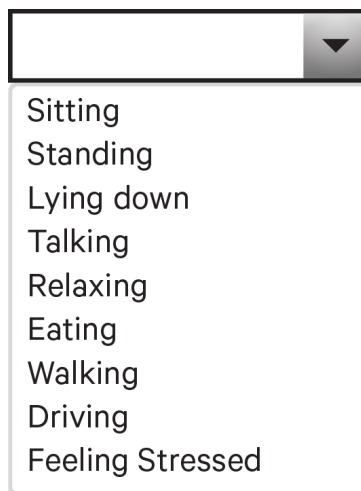 Sitting
Standing
Lying down
Talking
Relaxing
Eating
Walking
Driving
Feeling Stressed